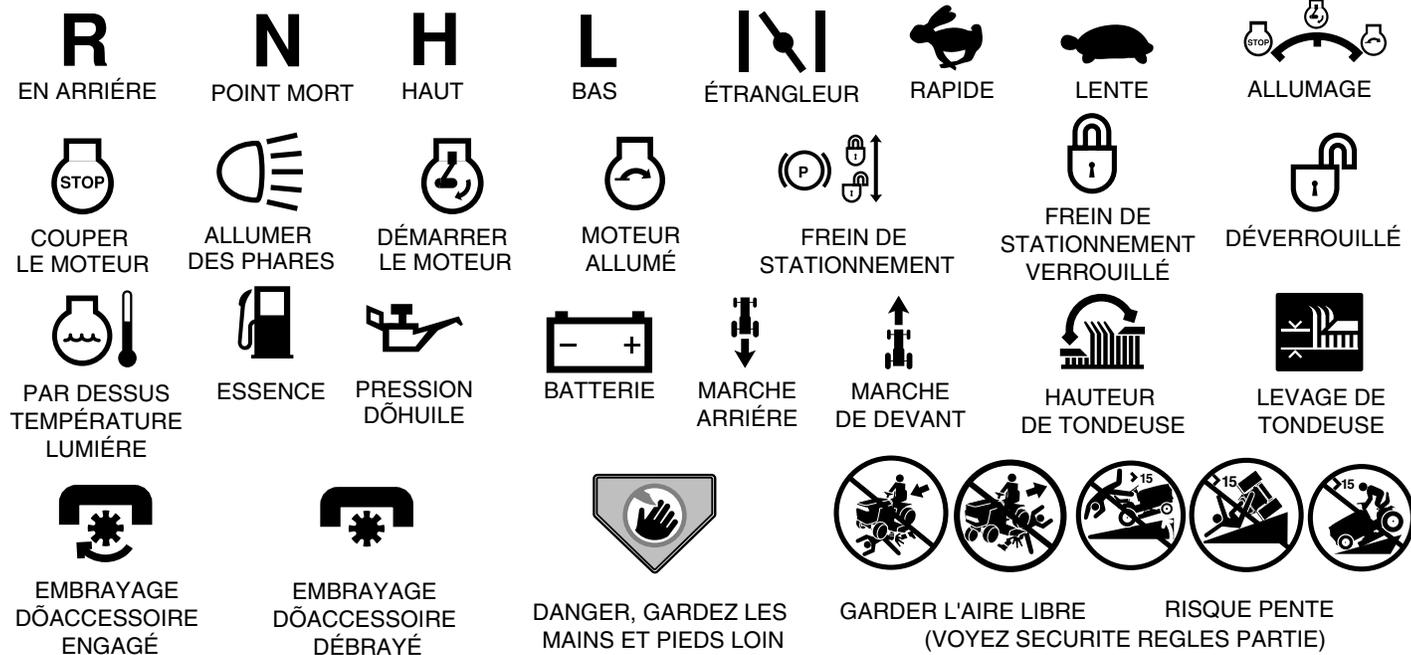 R N H L
STOP
EN ARRIÉRE POINT MORT HAUT BAS ÉTRANGLEUR RAPIDE LENTE ALLUMAGE
STOP
P
COUPER
LE MOTEUR
ALLUMER
DES PHARES
DÉMARRER
LE MOTEUR
MOTEUR
ALLUMÉ
FREIN DE
STATIONNEMENT
FREIN DE
STATIONNEMENT
VERROUILLÉ
DÉVERROUILLÉ
PAR DESSUS
TEMPÉRATURE
LUMIÉRE
ESSENCE
PRESSION
DÕHUILE
− +
BATTERIE
MARCHE
ARRIÉRE
MARCHE
DE DEVANT
HAUTEUR
DE TONDEUSE
LEVAGE DE
TONDEUSE
EMBRAYAGE
DÕACCESSOIRE
ENGAGÉ
EMBRAYAGE
DÕACCESSOIRE
DÉBRAYÉ
DANGER, GARDEZ LES
MAINS ET PIEDS LOIN
15
15
15
GARDER L'AIRE LIBRE RISQUE PENTE
(VOYEZ SECURITE REGLES PARTIE)